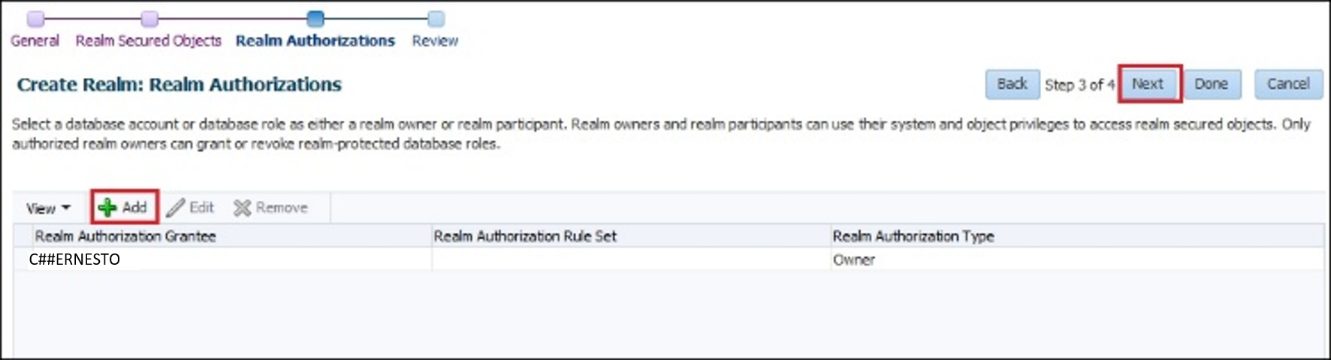 General Realm Secured Objects Realm Authorizations Review
Create Realm: Realm Authorizations
Back Step 3 of 4 Next Done Cancel
Select a database account or database role as either a realm owner or realm participant. Realm owners and realm participants can use their system and object privileges to access realm secured objects. Only
authorized realm owners can grant or revoke realm-protected database roles.
View Add Edit Remove
Realm Authorization Grantee Realm Authorization Rule Set Realm Authorization Type
C##ERNESTO Owner